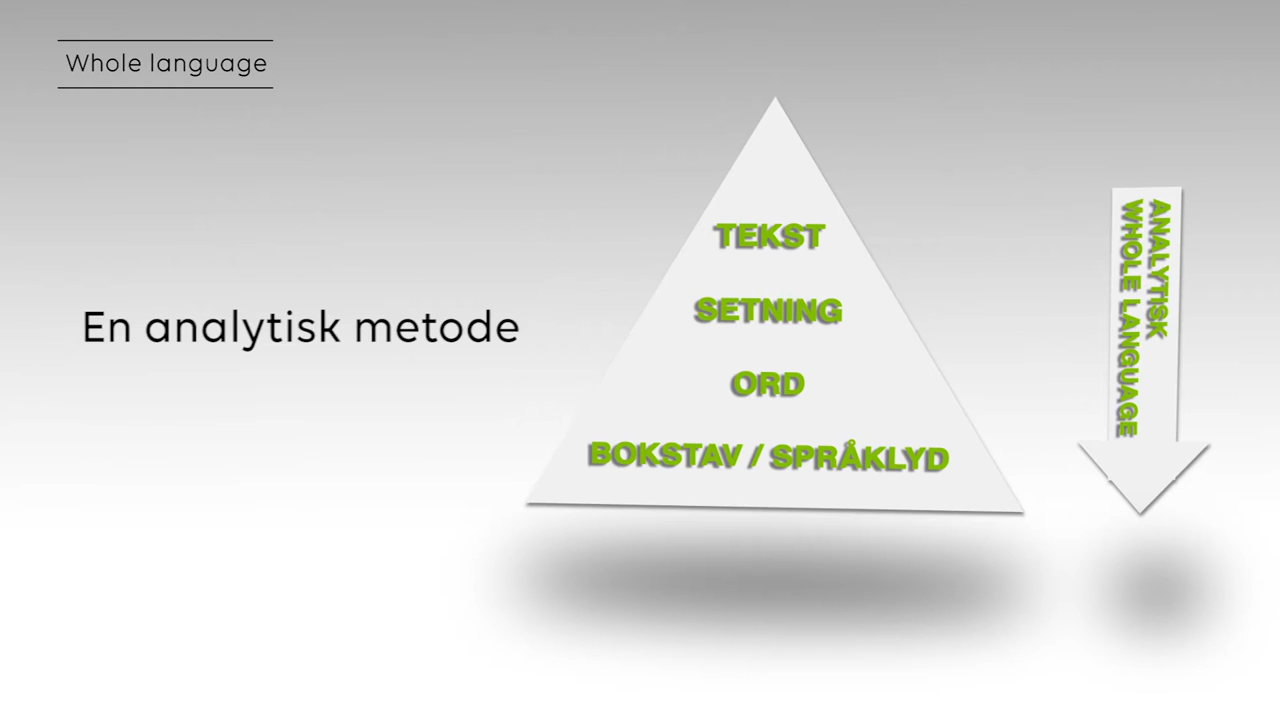 Whole language
En analytisk metode
TEKST
SETNING
ORD
BOKSTAV / SPRÅKLYD
ANALYTISK
WHOLE LANGUAGE